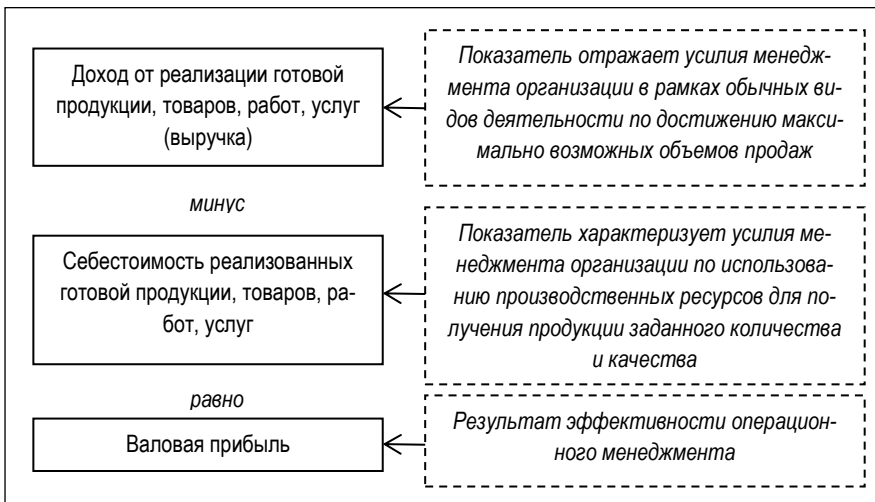 Доход от реализации готовой
продукции, товаров, работ, услуг
(выручка)
Показатель отражает усилия менедж-
мента организации в рамках обычных ви-
дов деятельности по достижению макси-
мально возможных объемов продаж
минус
Себестоимость реализованных
готовой продукции, товаров, ра-
бот, услуг
Показатель характеризует усилия ме-
неджмента организации по использова-
нию производственных ресурсов для по-
лучения продукции заданного количества
и качества
равно
Валовая прибыль
Результат эффективности операцион-
ного менеджмента